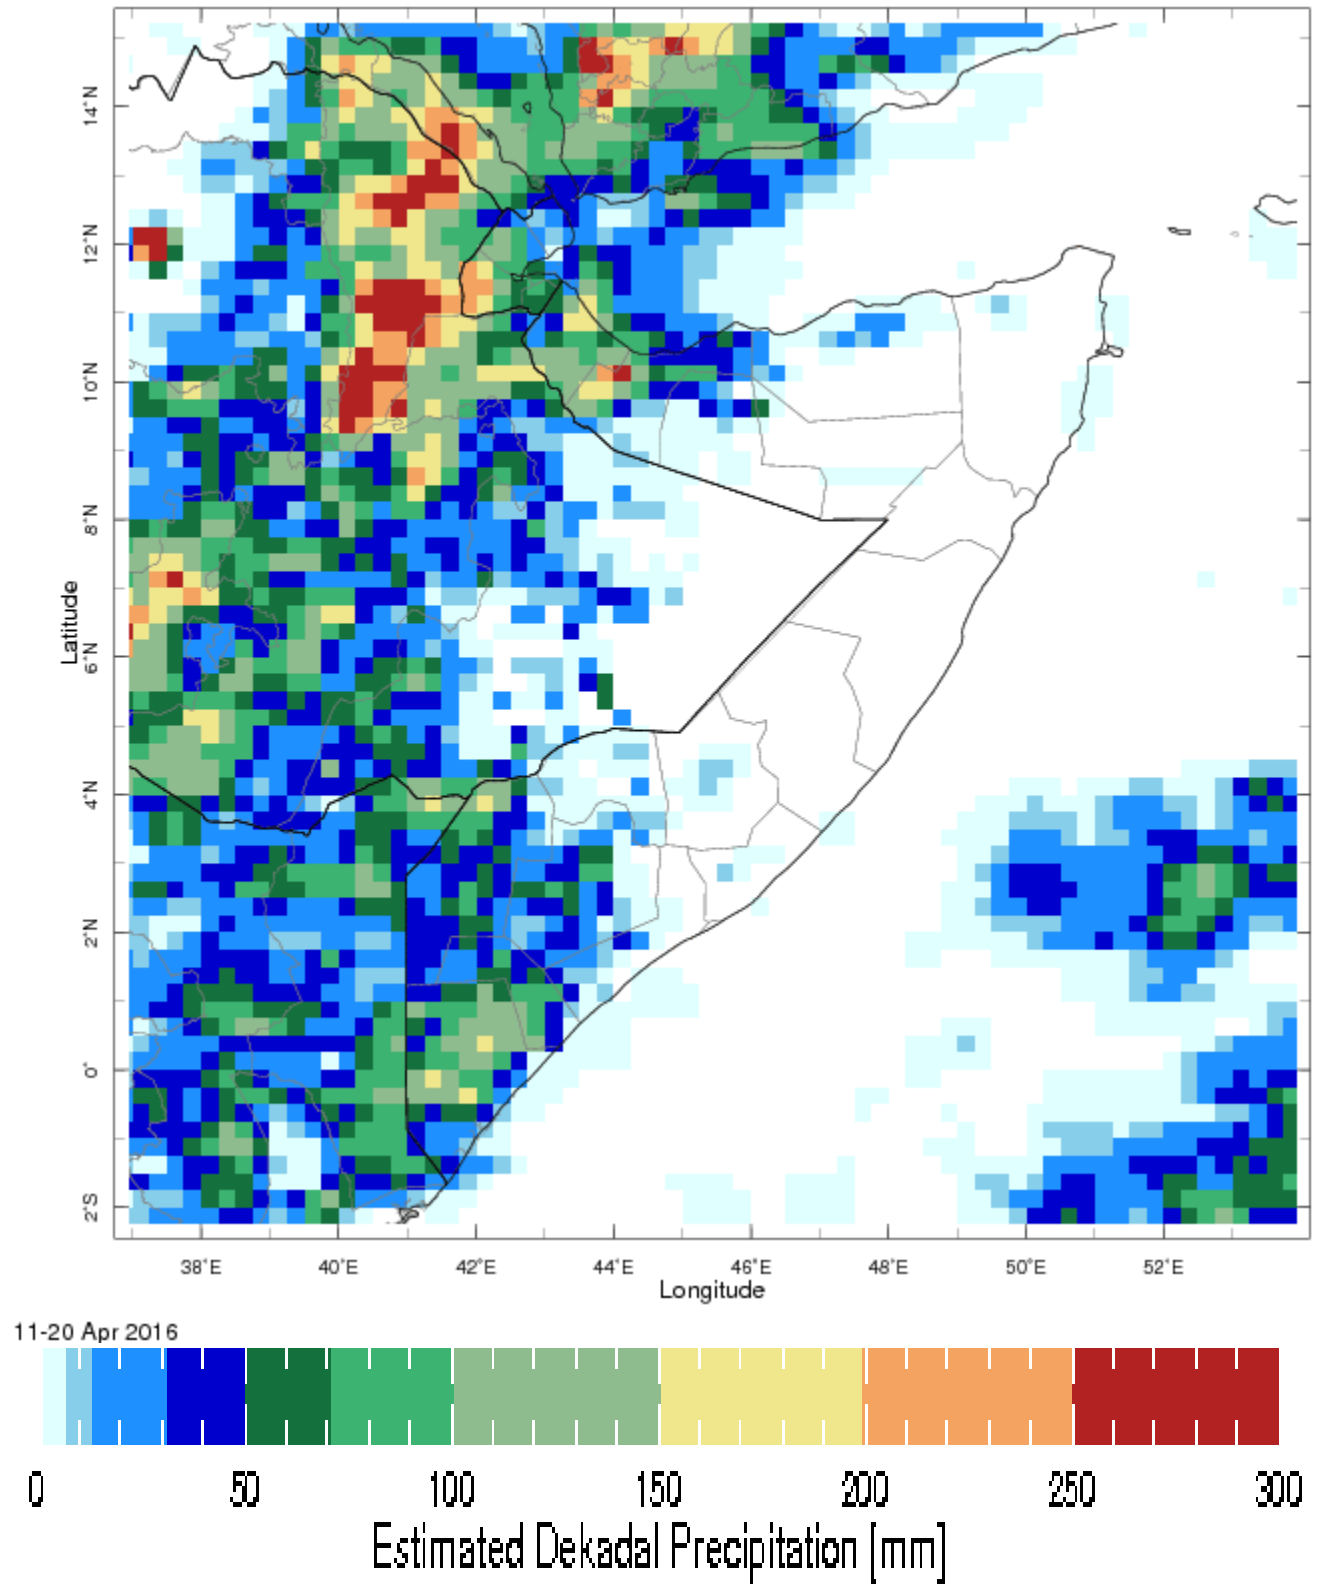 14°N
12°N
10°N
8°N
6°N
4°N
2°N
0°
2°S
Latitude
38°E 40°E 42°E 44°E 46°E 48°E 50°E 52°E
Longitude
11-20 Apr 2016
0 50 100 150 200 250 300
Estimated Dekadal Precipitation [mm]